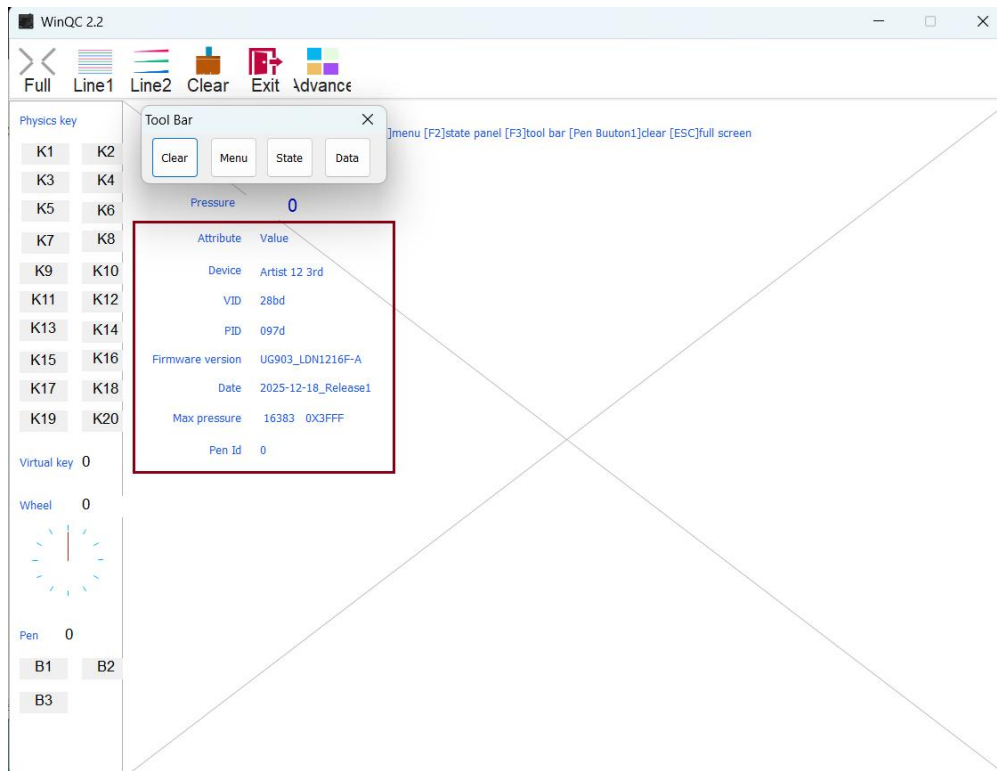 WinQC 2.2
Full Line1 Line2 Clear Exit Advance
Physics key
Tool Bar
]menu [F2]state panel [F3]tool bar [Pen Buuton1]clear [ESC]full screen
Clear Menu State Data
K1 K2
K3 K4
K5 K6
K7 K8
K9 K10
K11 K12
K13 K14
K15 K16
K17 K18
K19 K20
Pressure 0
Attribute Value
Device Artist 12 3rd
VID 28bd
PID 097d
Firmware version UG903_LDN1216F-A
Date 2025-12-18_Release1
Max pressure 16383 0X3FFF
Pen Id 0
Virtual key 0
Wheel 0
Pen 0
B1 B2
B3